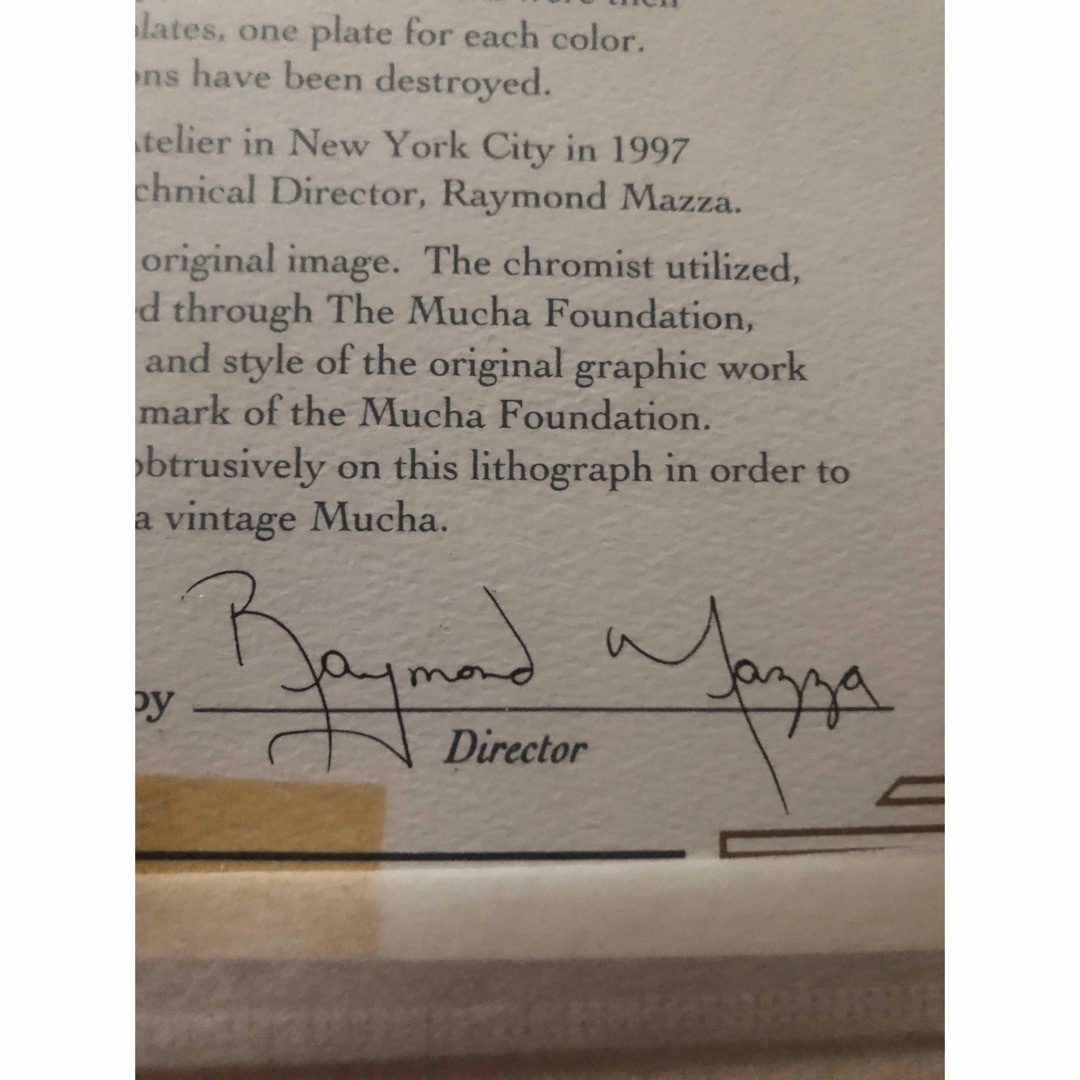 lates, one plate for each color.
ns have been destroyed.
telier in New York City in 1997
chnical Director, Raymond Mazza.
original image. The chromist utilized,
d through The Mucha Foundation,
and style of the original graphic work
mark of the Mucha Foundation.
obtrusively on this lithograph in order to
a vintage Mucha.
by Raymond Mazza
Director